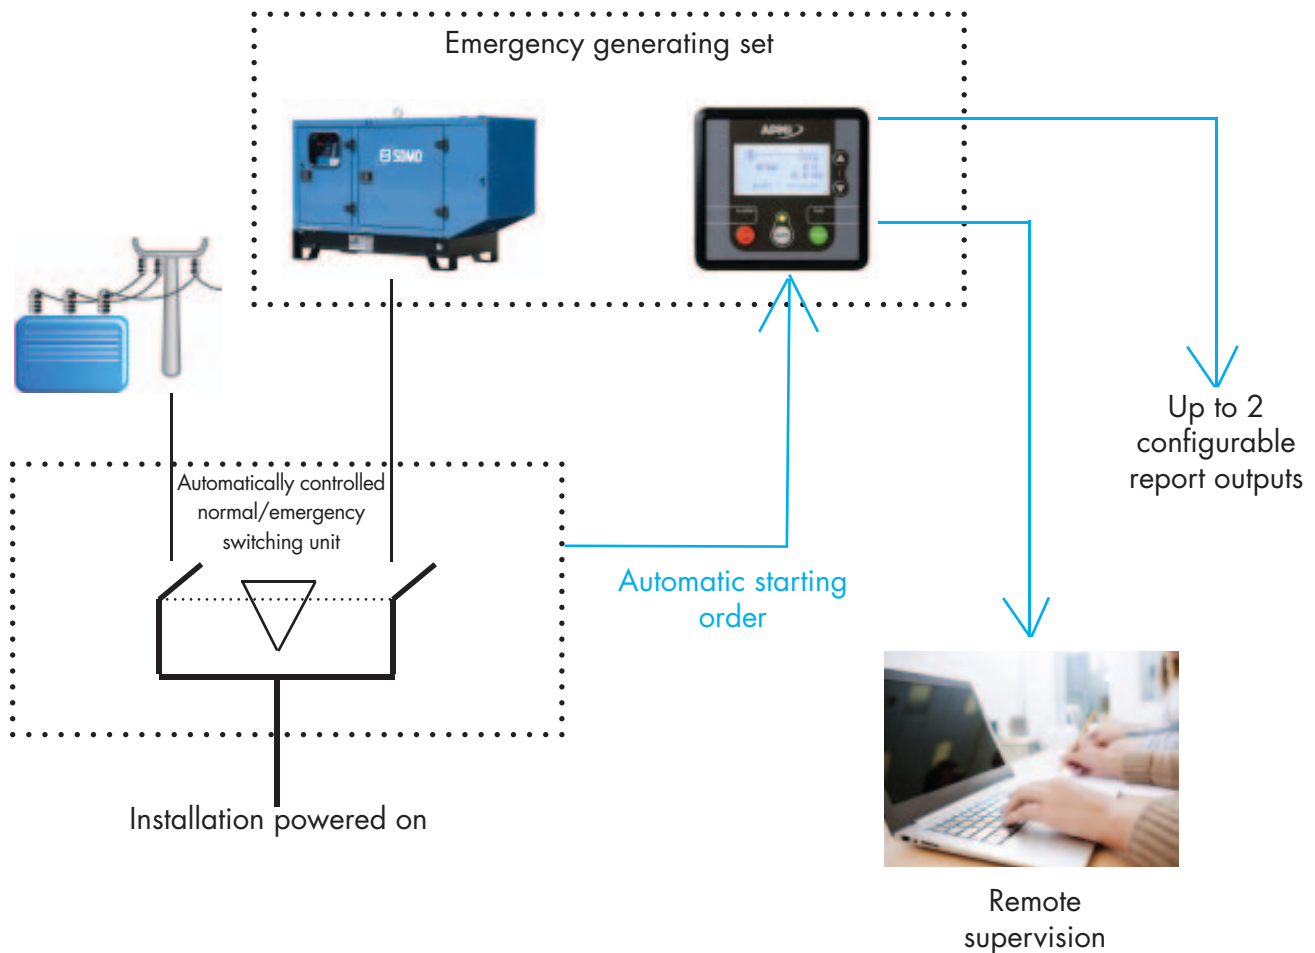 Emergency generating set
SDMO
APM
Up to 2
configurable
report outputs
Automatically controlled
normal/emergency
switching unit
Automatic starting
order
Installation powered on
Remote
supervision